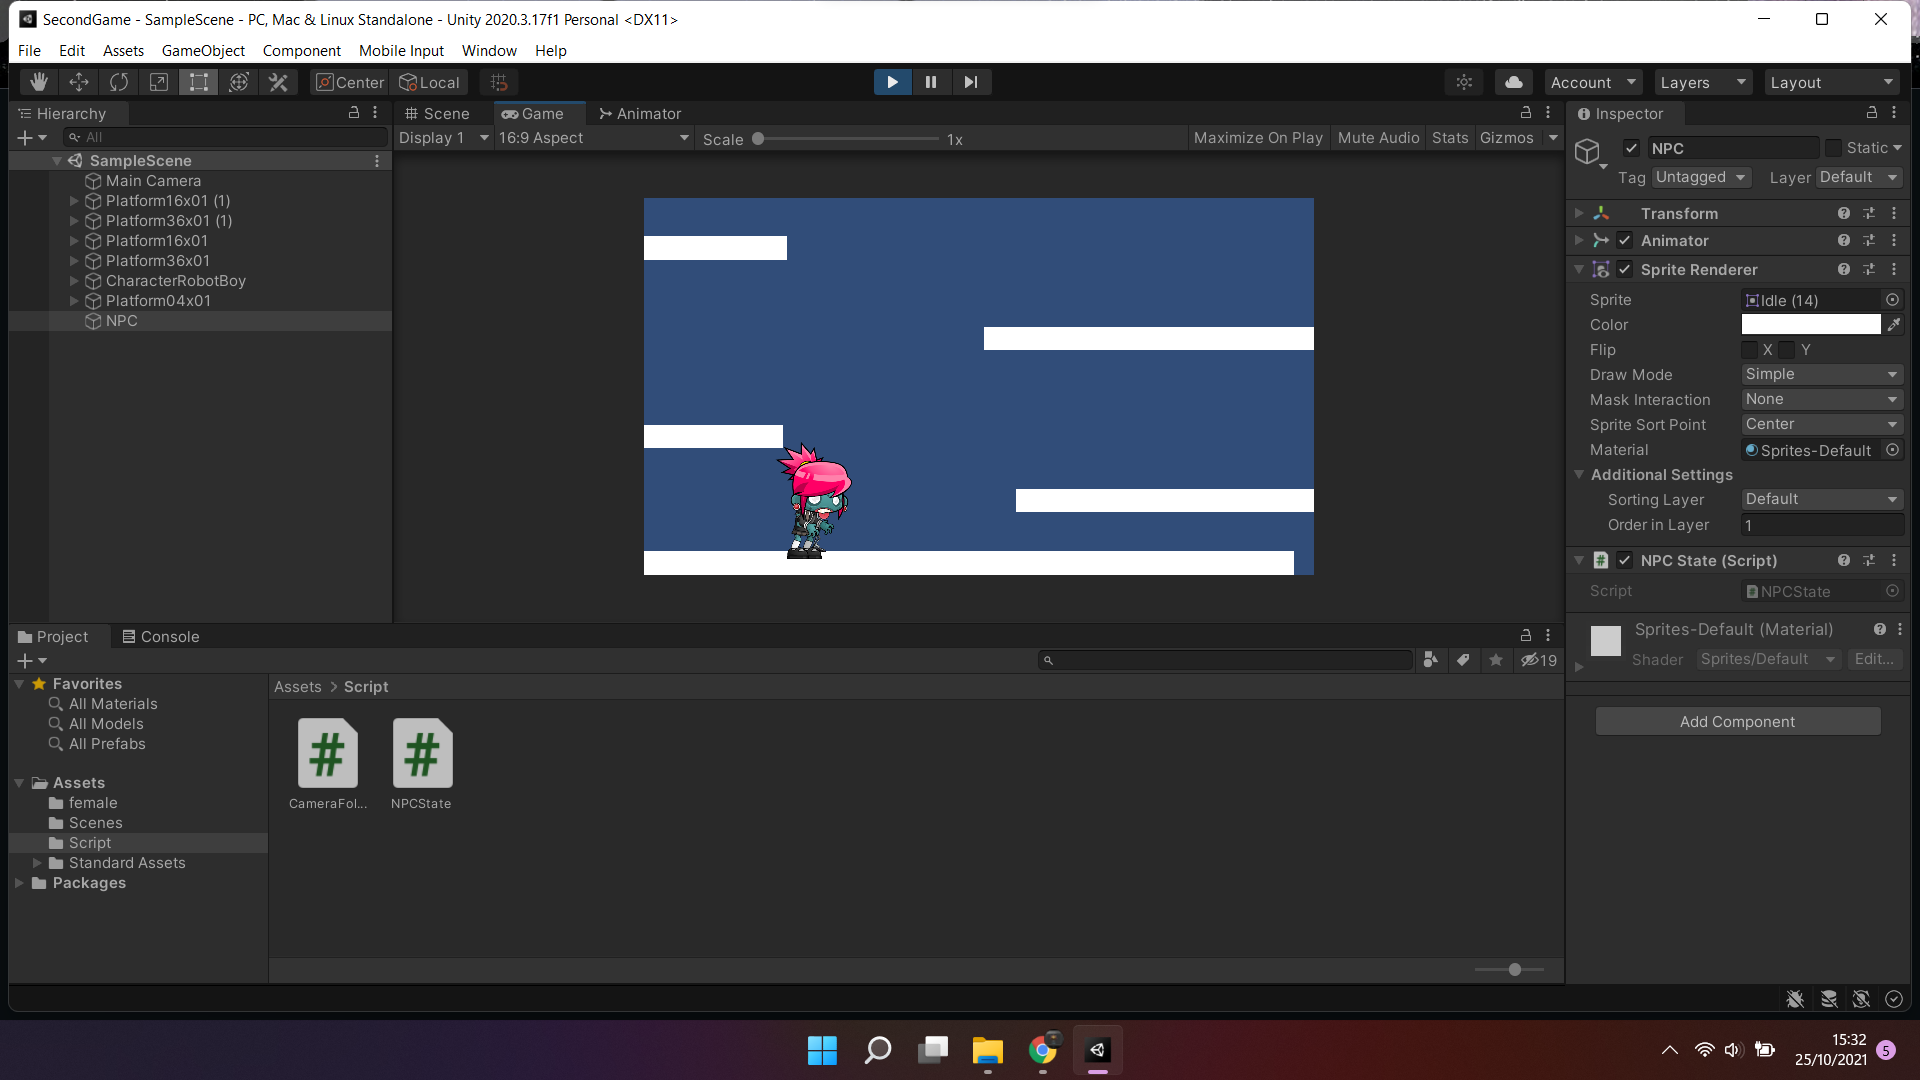 SecondGame - SampleScene - PC, Mac & Linux Standalone - Unity 2020.3.17f1 Personal <DX11>
File Edit Assets GameObject Component Mobile Input Window Help
Center Local Account Layers Layout
Hierarchy
All
SampleScene
Main Camera
Platform16x01 (1)
Platform36x01 (1)
Platform16x01
Platform36x01
CharacterRobotBoy
Platform04x01
NPC
Scene Game Animator
Display 1 16:9 Aspect Scale 1x Maximize On Play Mute Audio Stats Gizmos
Inspector
NPC Static
Tag Untagged Layer Default
Transform
Animator
Sprite Renderer
Sprite Idle (14)
Color
Flip X Y
Draw Mode Simple
Mask Interaction None
Sprite Sort Point Center
Material Sprites-Default
Additional Settings
Sorting Layer Default
Order in Layer 1
NPC State (Script)
Script NPCState
Sprites-Default (Material)
Shader Sprites/Default Edit...
Add Component
Project Console
19
Favorites
All Materials
All Models
All Prefabs
Assets
female
Scenes
Script
Standard Assets
Packages
Assets > Script
CameraFol... NPCState
15:32
25/10/2021 5